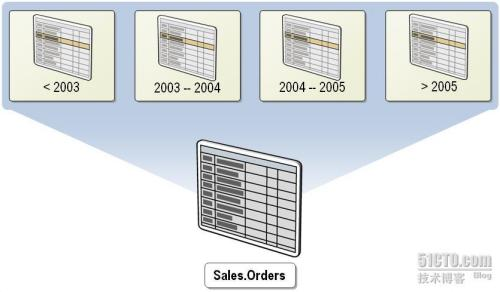 < 2003
2003 -- 2004
2004 -- 2005
> 2005
Sales.Orders
51CTO.com
技术博客 Blog